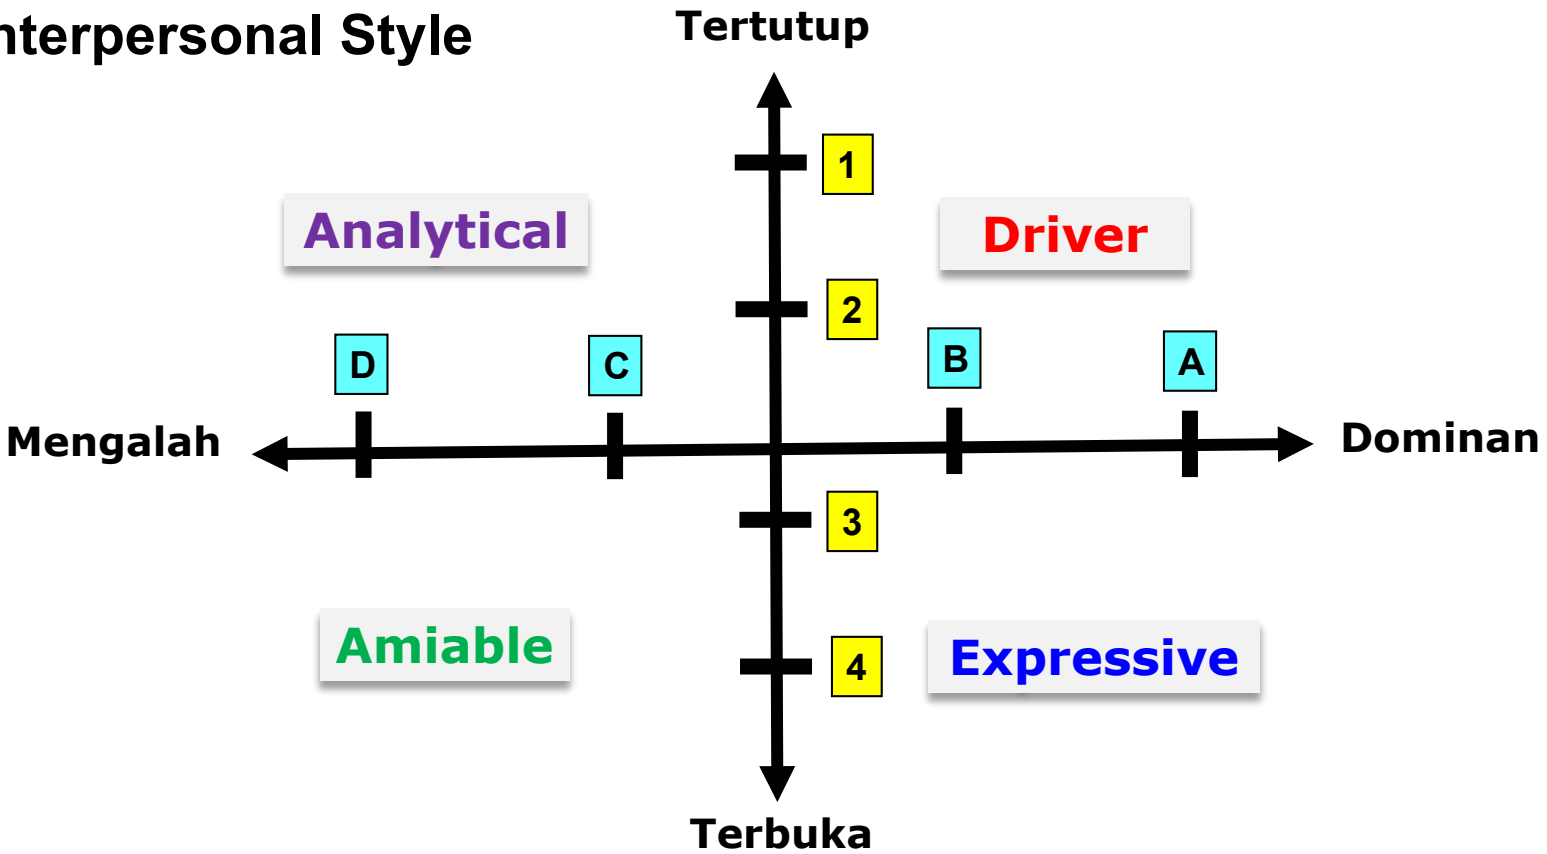 nterpersonal Style
Tertutup
1
Analytical
Driver
2
D
C
B
A
Mengalah
Dominan
3
Amiable
Expressive
4
Terbuka